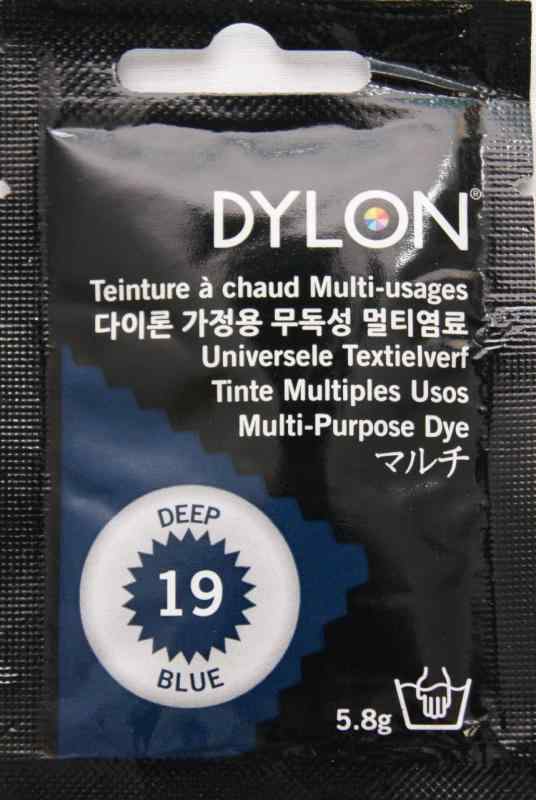 DYLON®
Teinture à chaud Multi-usages
다이론 가정용 무독성 멀티염료
Universele Textielverf
Tinte Multiples Usos
Multi-Purpose Dye
マルチ
DEEP
19
BLUE
5.8g